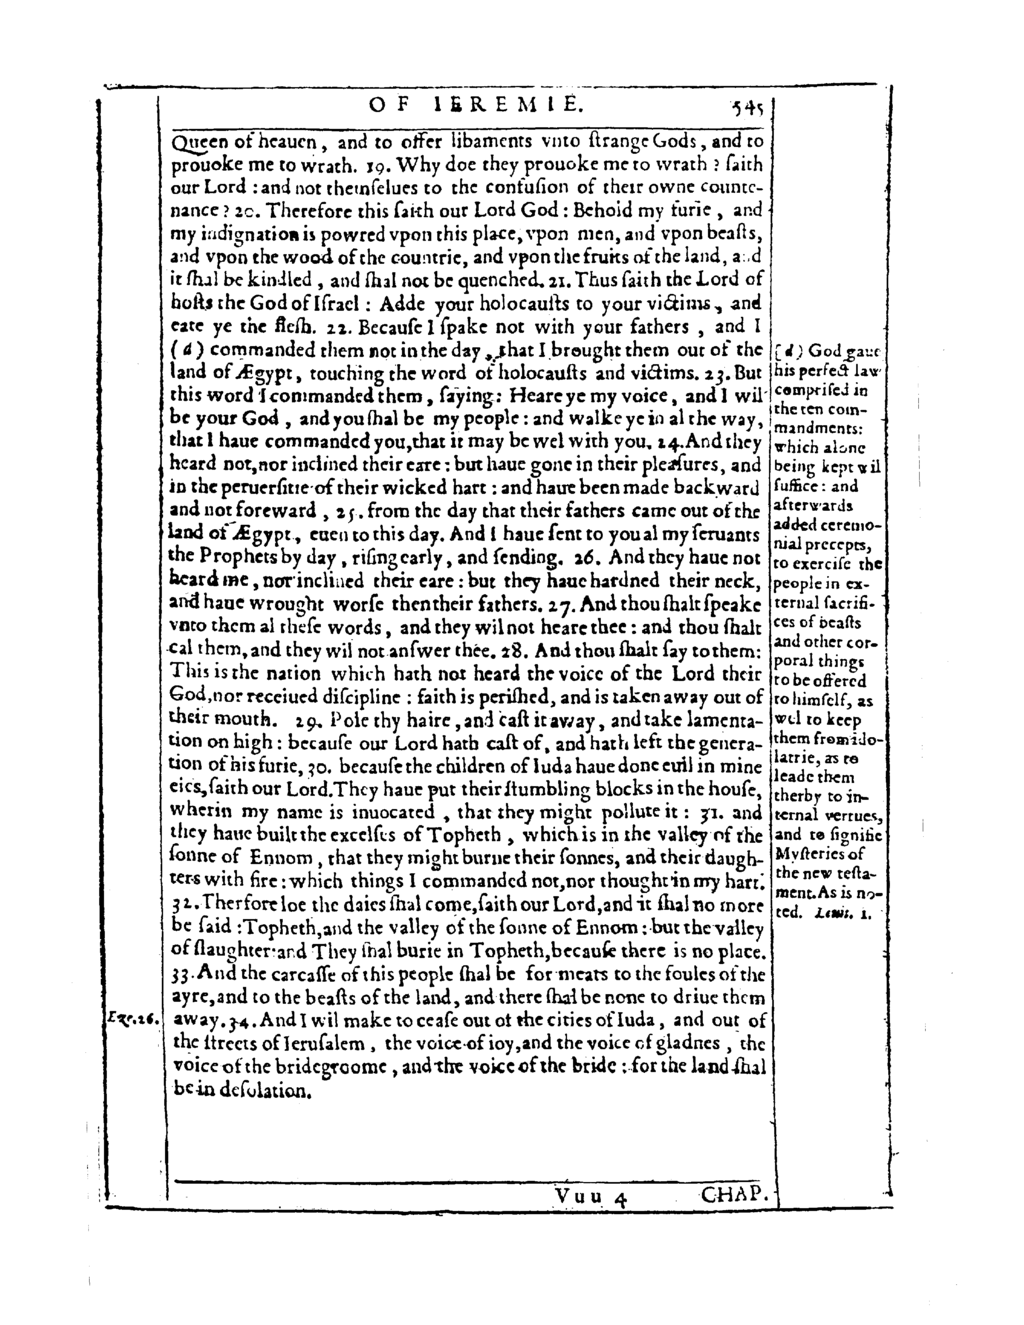 OF IEREMIE. 545
Queen of heauen, and to offer libaments vnto ſtrange Gods, and to
prouoke me to wrath. 19. Why doe they prouoke me to wrath? ſaith
our Lord: and not themſelues to the confuſion of their owne counte-
nance? 20. Therefore this ſaith our Lord God: Behold my furie, and
my indignation is powred vpon this place, vpon men, and vpon beaſts,
and vpon the wood of the countrie, and vpon the fruits of the land, and
it ſhal be kindled, and ſhal not be quenched. 21. Thus ſaith the Lord of
hoſts the God of Iſrael: Adde your holocauſts to your victims, and
eate ye the fleſh. 22. Becauſe I ſpake not with your fathers, and I
(d) commanded them not in the day, that I brought them out of the
land of Ægypt, touching the word of holocauſts and victims. 23. But
this word I commanded them, ſaying: Heare ye my voice, and I wil
be your God, and you ſhal be my people: and walke ye in al the way,
that I haue commanded you, that it may be wel with you. 24. And they
heard not, nor inclined their eare: but haue gone in their pleaſures, and
in the peruerſitie of their wicked hart: and haue been made backward
and not foreward, 25. from the day that their fathers came out of the
land of Ægypt, euen to this day. And I haue ſent to you al my ſeruants
the Prophets by day, riſing early, and ſending. 26. And they haue not
heard me, nor inclined their eare: but they haue hardned their neck,
and haue wrought worſe then their fathers. 27. And thou ſhalt ſpeake
vnto them al theſe words, and they wil not heare thee: and thou ſhalt
cal them, and they wil not anſwer thee. 28. And thou ſhalt ſay to them:
This is the nation which hath not heard the voice of the Lord their
God, nor receiued diſcipline: faith is periſhed, and is taken away out of
their mouth. 29. Pole thy haire, and caſt it away, and take lamenta-
tion on high: becauſe our Lord hath caſt of, and hath left the genera-
tion of his furie, 30. becauſe the children of Iuda haue done euil in mine
eies, ſaith our Lord. They haue put their ſtumbling blocks in the houſe,
wherin my name is inuocated, that they might pollute it: 31. and
they haue built the excelſes of Topheth, which is in the valley of the
ſonne of Ennom, that they might burne their ſonnes, and their daugh-
ters with fire: which things I commanded not, nor thought in my hart.
32. Therfore loe the daies ſhal come, ſaith our Lord, and it ſhal no more
be ſaid: Topheth, and the valley of the ſonne of Ennom: but the valley
of ſlaughter: and They ſhal burie in Topheth, becauſe there is no place.
33. And the carcaſſe of this people ſhal be for meats to the foules of the
ayre, and to the beaſts of the land, and there ſhal be none to driue them
away. 34. And I wil make to ceaſe out of the cities of Iuda, and out of
the ſtreets of Ieruſalem, the voice of ioy, and the voice of gladnes, the
voice of the bridegroome, and the voice of the bride: for the land ſhal
be in deſolation.
(d) God gaue
his perfect law
compriſed in
the ten com-
mandments:
which alone
being kept wil
ſuffice: and
afterwards
added ceremo-
nial precepts,
to exerciſe the
people in ex-
ternal ſacrifi-
ces of beaſts
and other cor-
poral things
to be offered
to himſelf, as
wel to keep
them from ido-
latrie, as to
leade them
therby to in-
ternal vertues,
and to ſignifie
Myſteries of
the new teſta-
ment. As is no-
ted. Leuit. 1.
Eze. 26.
Vuu 4 CHAP.